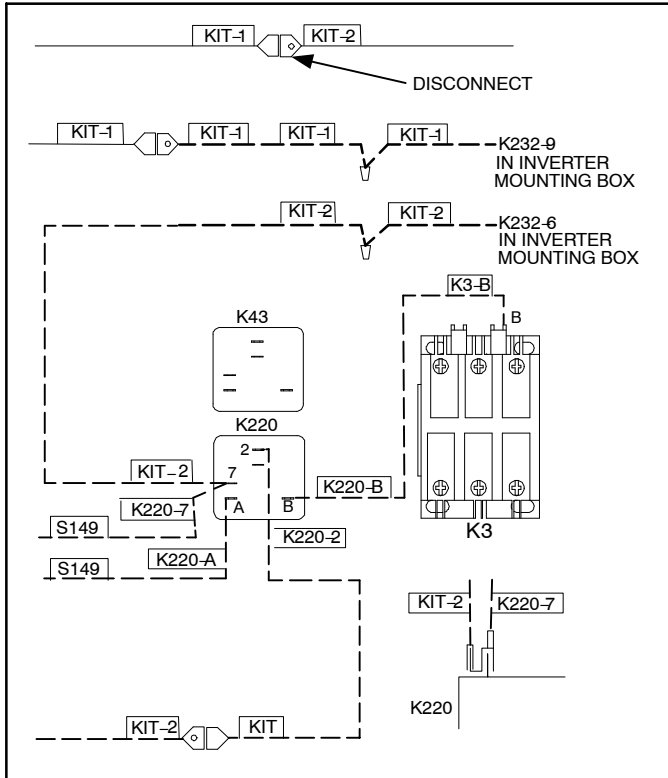 KIT-1
KIT-2
DISCONNECT
KIT-1
KIT-1
KIT-1
KIT-1
K232-9
IN INVERTER
MOUNTING BOX
KIT-2
KIT-2
K232-6
IN INVERTER
MOUNTING BOX
K3-B
B
K43
K220
2
7
KIT-2
K220-7
A
B
K220-B
S149
K220-2
K3
K220-A
S149
KIT-2
K220-7
K220
KIT-2
KIT